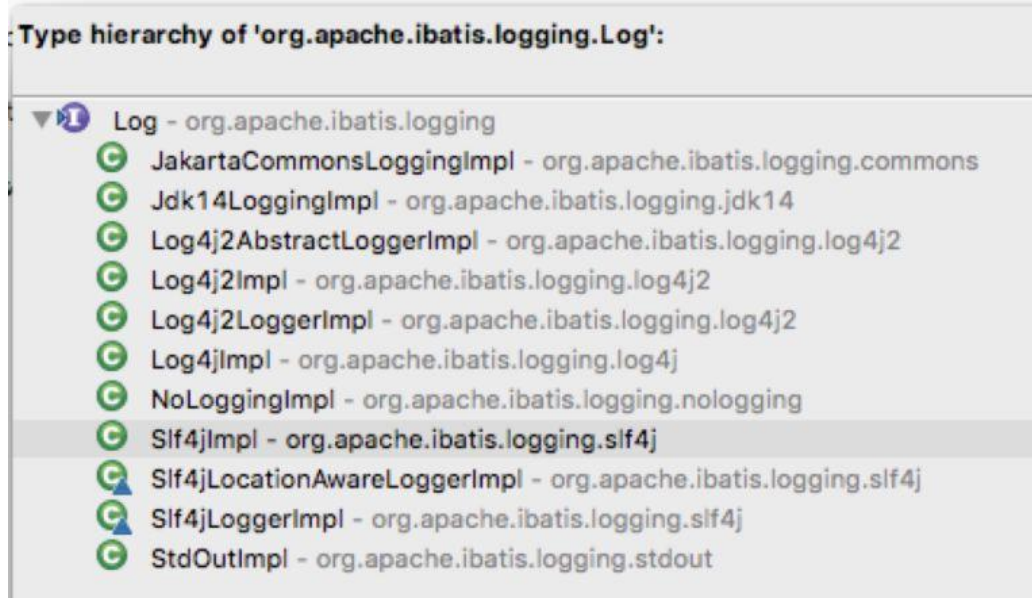 Type hierarchy of 'org.apache.ibatis.logging.Log':
Log - org.apache.ibatis.logging
JakartaCommonsLoggingImpl - org.apache.ibatis.logging.commons
Jdk14LoggingImpl - org.apache.ibatis.logging.jdk14
Log4j2AbstractLoggerImpl - org.apache.ibatis.logging.log4j2
Log4j2Impl - org.apache.ibatis.logging.log4j2
Log4j2LoggerImpl - org.apache.ibatis.logging.log4j2
Log4jImpl - org.apache.ibatis.logging.log4j
NoLoggingImpl - org.apache.ibatis.logging.nologging
Slf4jImpl - org.apache.ibatis.logging.slf4j
Slf4jLocationAwareLoggerImpl - org.apache.ibatis.logging.slf4j
Slf4jLoggerImpl - org.apache.ibatis.logging.slf4j
StdOutImpl - org.apache.ibatis.logging.stdout